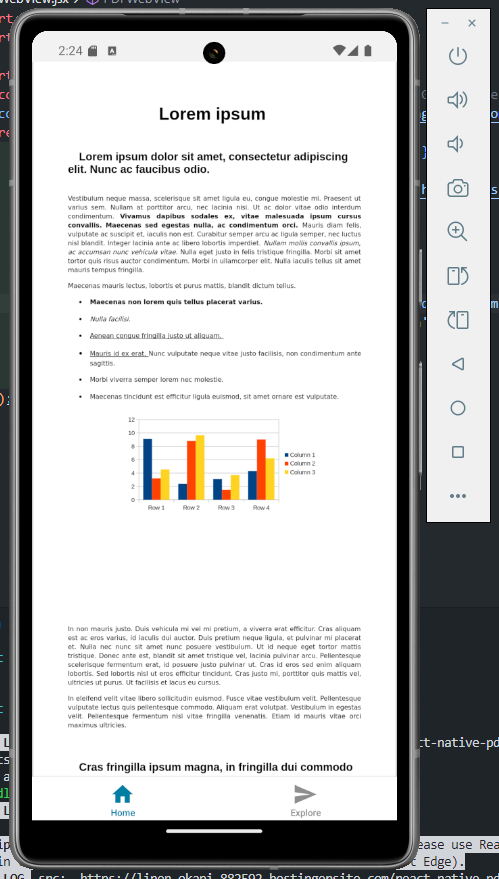 WebView.jsx
PDFWebView
2:24
Lorem ipsum
Lorem ipsum dolor sit amet, consectetur adipiscing
elit. Nunc ac faucibus odio.
Vestibulum neque massa, scelerisque sit amet ligula eu, congue molestie mi. Praesent ut
varius sem. Nullam at porttitor arcu, nec lacinia nisi. Ut ac dolor vitae odio interdum
condimentum. Vivamus dapibus sodales ex, vitae malesuada ipsum cursus
convallis. Maecenas sed egestas nulla, ac condimentum orci. Mauris diam felis,
vulputate ac suscipit et, iaculis non est. Curabitur semper arcu ac ligula semper, nec luctus
nisl blandit. Integer lacinia ante ac libero lobortis imperdiet. Nullam mollis convallis ipsum,
ac accumsan nunc vehicula vitae. Nulla eget justo in felis tristique fringilla. Morbi sit amet
tortor quis risus auctor condimentum. Morbi in ullamcorper elit. Nulla iaculis tellus sit amet
mauris tempus fringilla.
Maecenas mauris lectus, lobortis et purus mattis, blandit dictum tellus.
• Maecenas non lorem quis tellus placerat varius.
• Nulla facilisi.
• Aenean congue fringilla justo ut aliquam.
• Mauris id ex erat. Nunc vulputate neque vitae justo facilisis, non condimentum ante
sagittis.
• Morbi viverra semper lorem nec molestie.
• Maecenas tincidunt est efficitur ligula euismod, sit amet ornare est vulputate.
12
10
8
6
4
2
0
Column 1
Column 2
Column 3
Row 1 Row 2 Row 3 Row 4
In non mauris justo. Duis vehicula mi vel mi pretium, a viverra erat efficitur. Cras aliquam
est ac eros varius, id iaculis dui auctor. Duis pretium neque ligula, et pulvinar mi placerat
et. Nulla nec nunc sit amet nunc posuere vestibulum. Ut id neque eget tortor mattis
tristique. Donec ante est, blandit sit amet tristique vel, lacinia pulvinar arcu. Pellentesque
scelerisque fermentum erat, id posuere justo pulvinar ut. Cras id eros sed enim aliquam
lobortis. Sed lobortis nisl ut eros efficitur tincidunt. Cras justo mi, porttitor quis mattis vel,
ultricies ut purus. Ut facilisis et lacus eu cursus.
In eleifend velit vitae libero sollicitudin euismod. Fusce vitae vestibulum velit. Pellentesque
vulputate lectus quis pellentesque commodo. Aliquam erat volutpat. Vestibulum in egestas
velit. Pellentesque fermentum nisl vitae fringilla venenatis. Etiam id mauris vitae orci
maximus ultricies.
Cras fringilla ipsum magna, in fringilla dui commodo
Home
Explore
ct-native-pd
ease use Rea
t Edge).
LOG src: